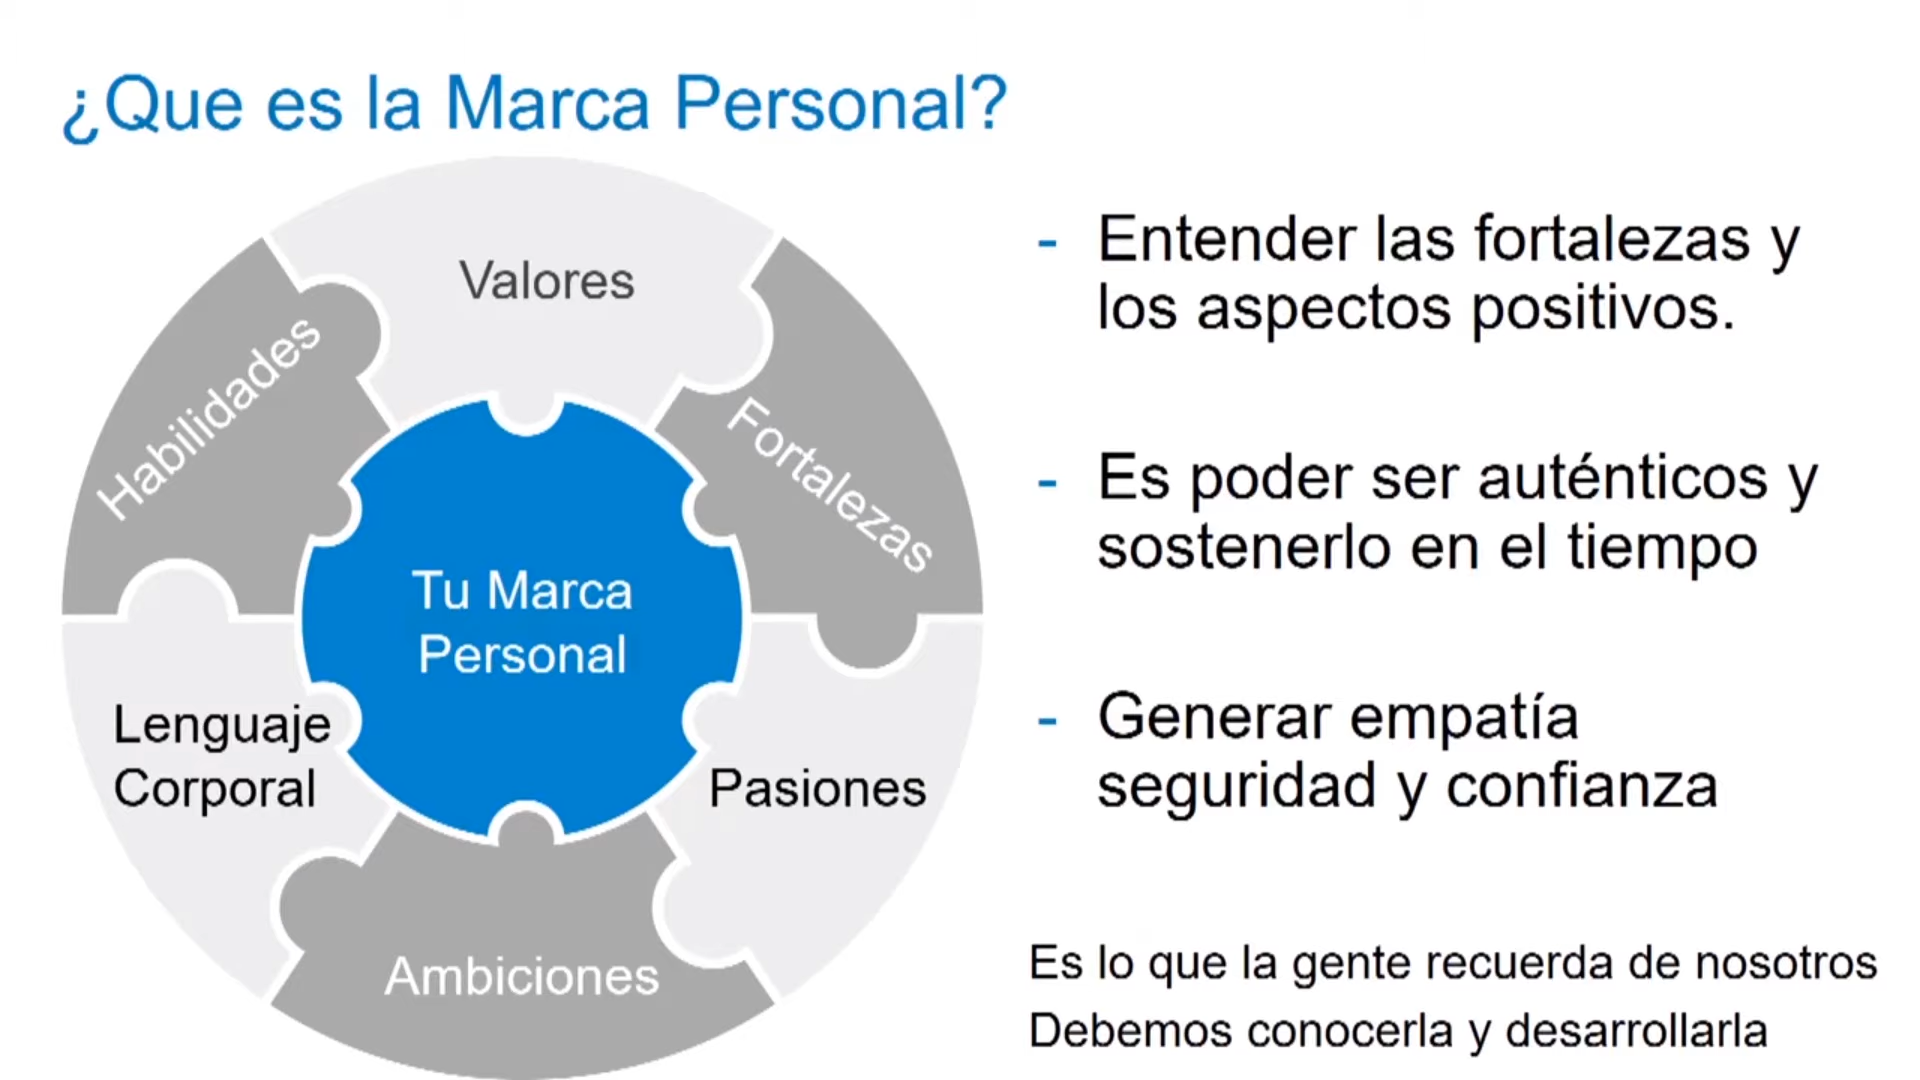 ¿Que es la Marca Personal?
Valores
Habilidades
Fortalezas
Tu Marca
Personal
Lenguaje
Corporal
Pasiones
Ambiciones
- Entender las fortalezas y
los aspectos positivos.
- Es poder ser auténticos y
sostenerlo en el tiempo
- Generar empatía
seguridad y confianza
Es lo que la gente recuerda de nosotros
Debemos conocerla y desarrollarla